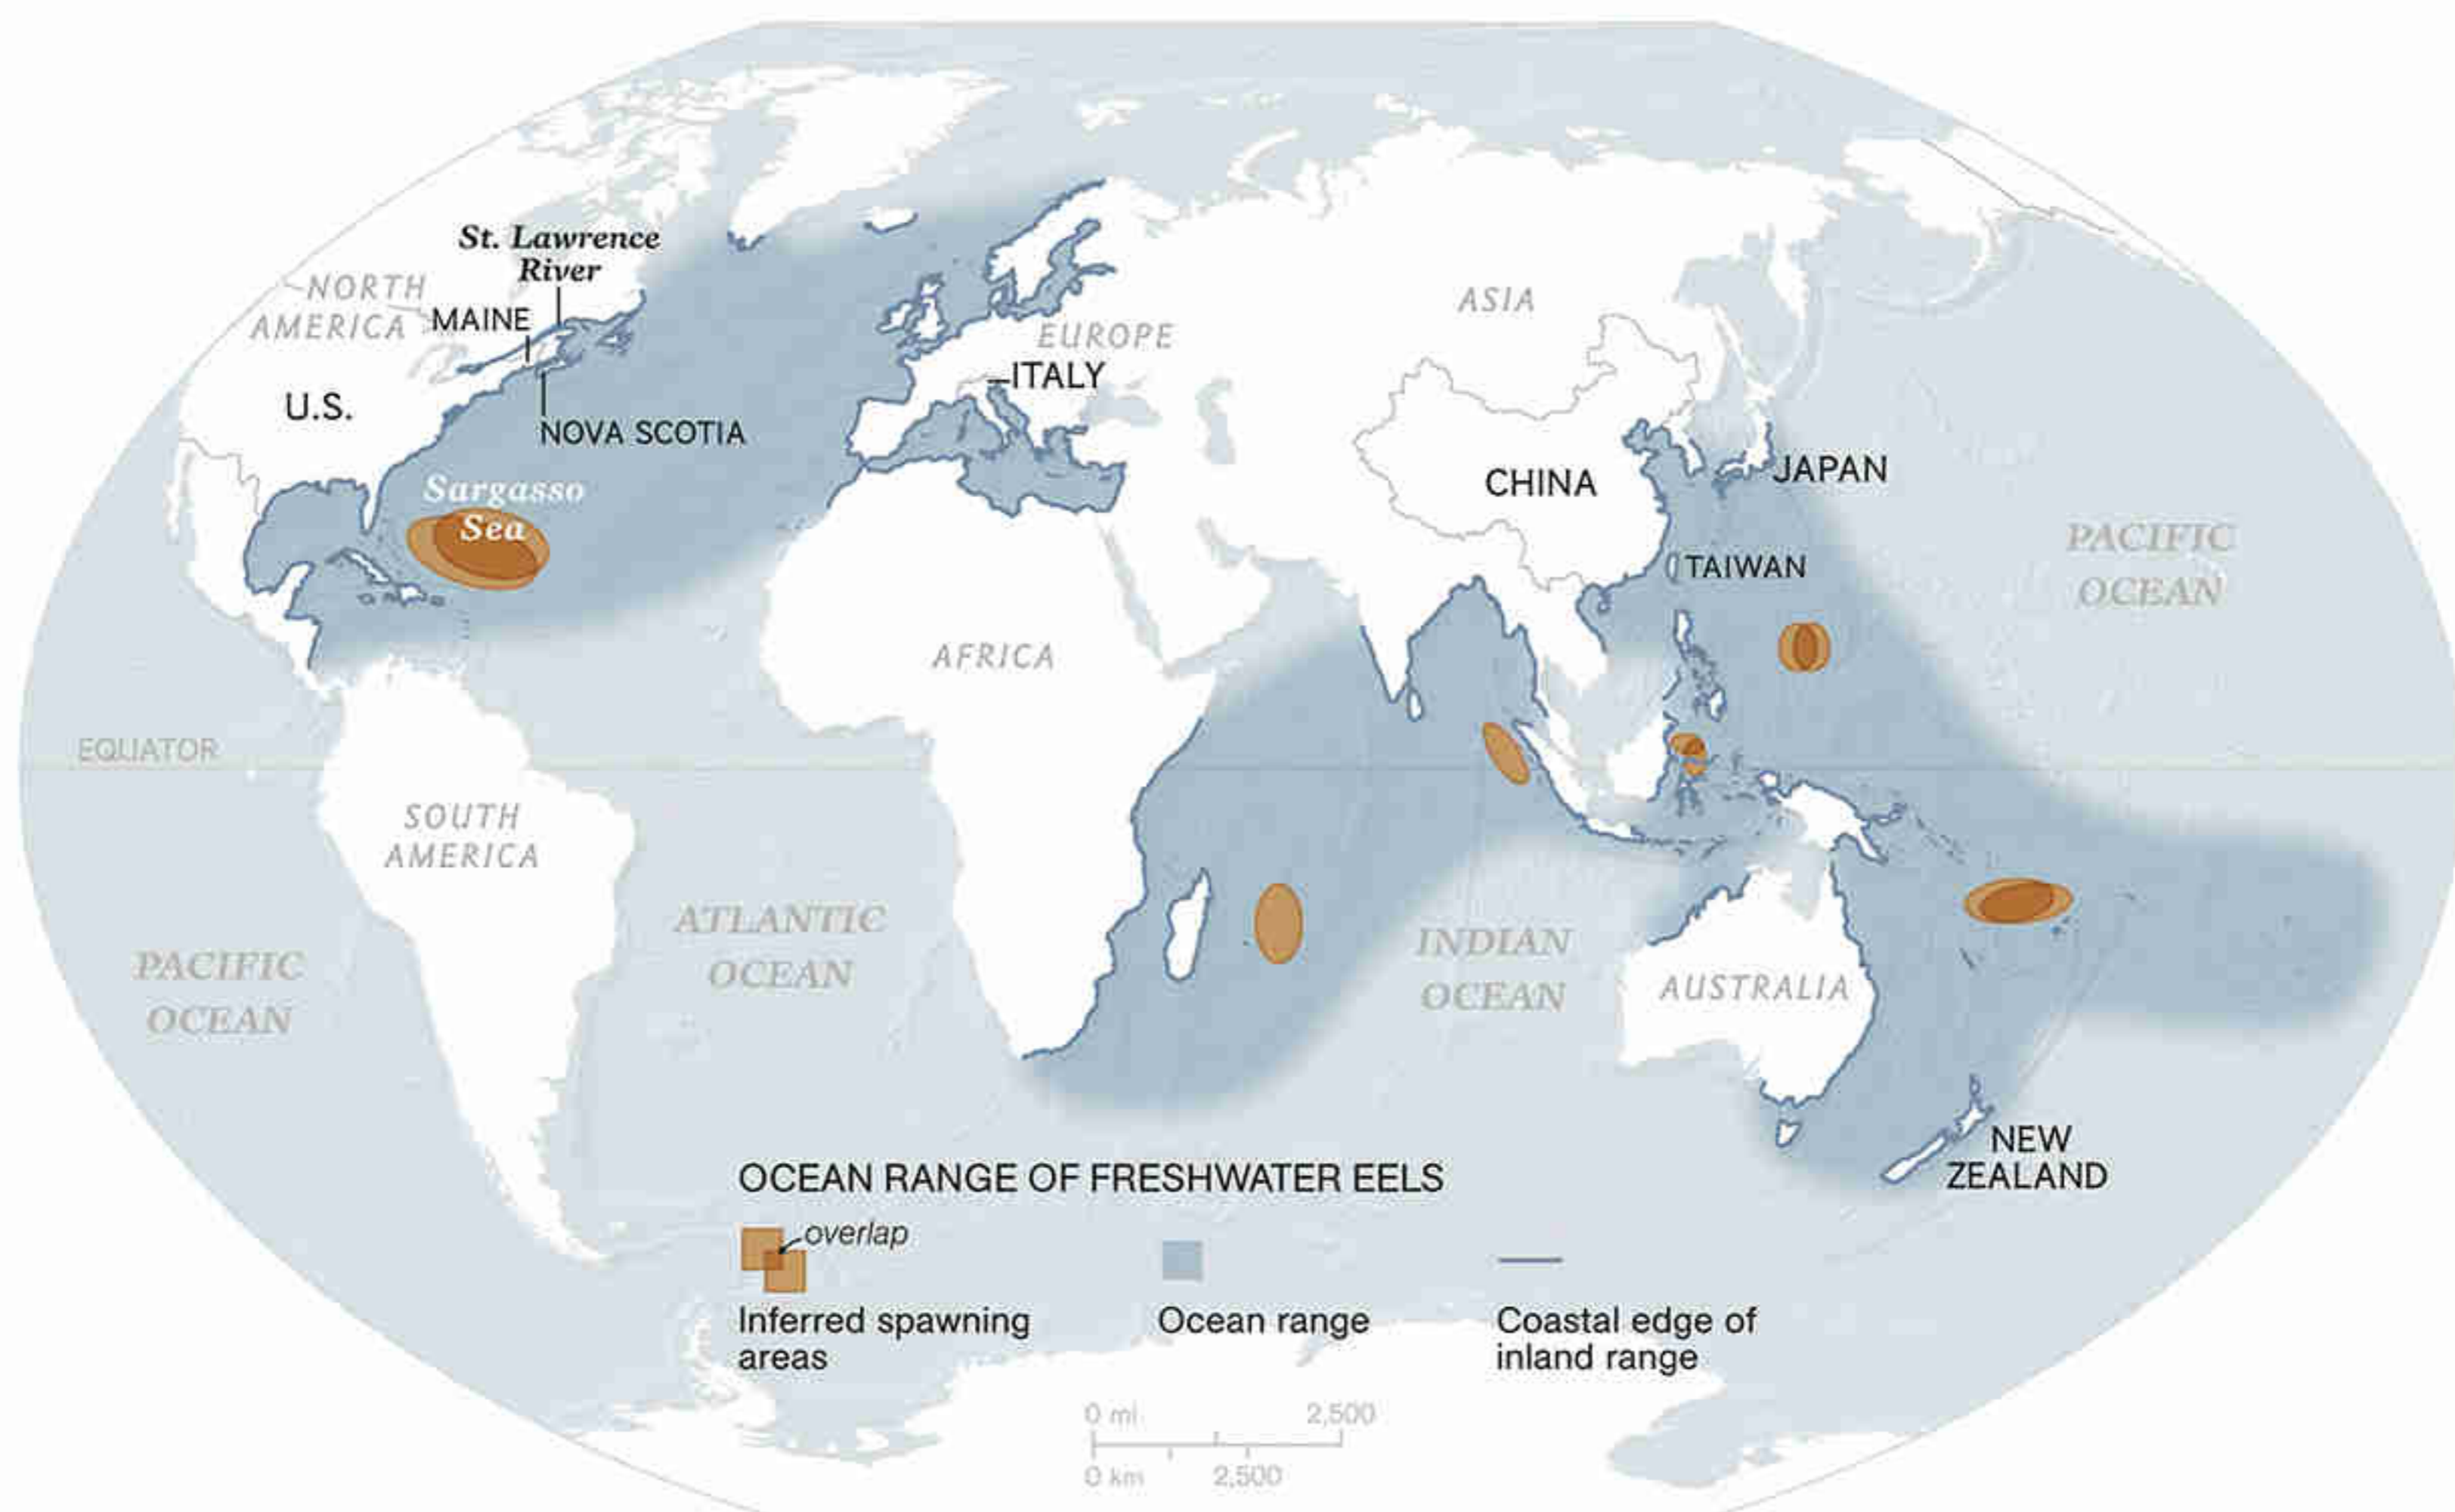 St. Lawrence
River
NORTH
AMERICA
MAINE
U.S.
NOVA SCOTIA
Sargasso
Sea
EUROPE
ITALY
ASIA
CHINA
JAPAN
TAIWAN
PACIFIC
OCEAN
AFRICA
EQUATOR
SOUTH
AMERICA
ATLANTIC
OCEAN
PACIFIC
OCEAN
INDIAN
OCEAN
AUSTRALIA
NEW
ZEALAND
OCEAN RANGE OF FRESHWATER EELS
overlap
Inferred spawning
areas
Ocean range
Coastal edge of
inland range
0 mi 2,500
0 km 2,500